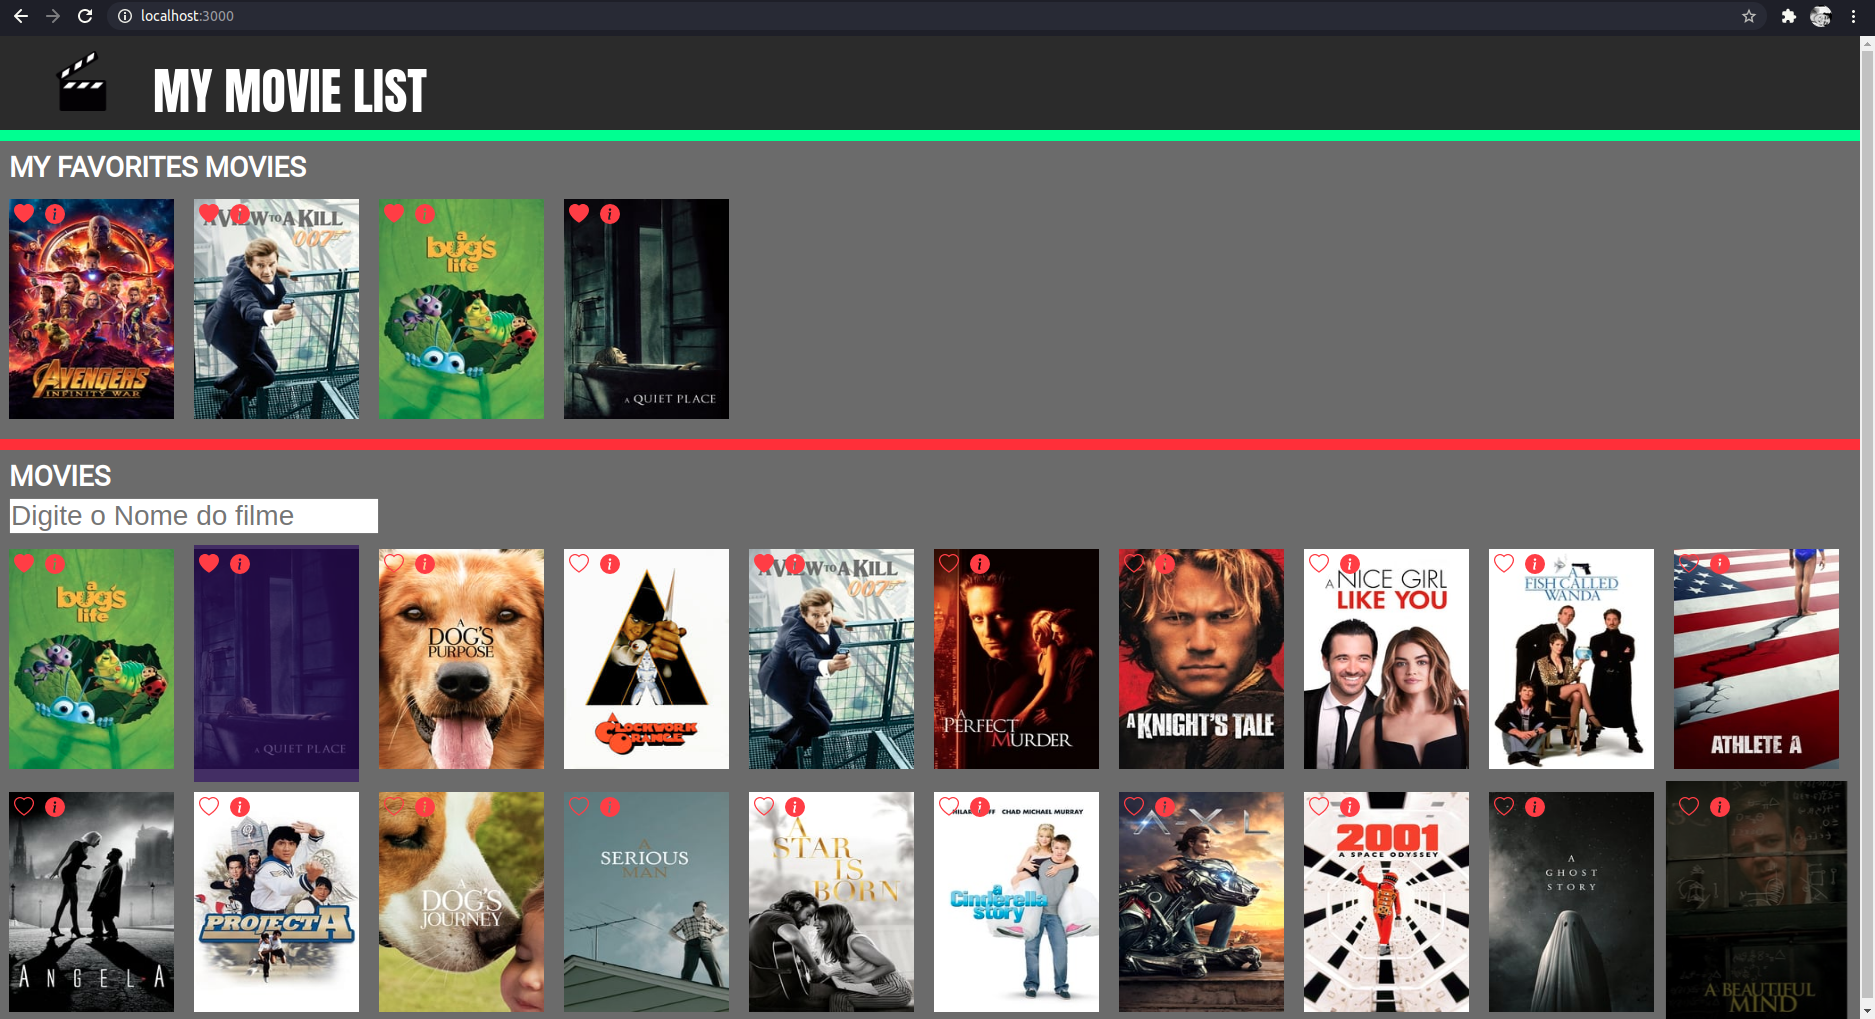 localhost:3000
MY MOVIE LIST
MY FAVORITES MOVIES
AVENGERS
INFINITY WAR
A VIEW TO A KILL
007
a
bug's
life
A QUIET PLACE
MOVIES
Digite o Nome do filme
a
bug's
life
A QUIET PLACE
A
DOG'S
PURPOSE
A
CLOCKWORK
ORANGE
A VIEW TO A KILL
007
A
PERFECT
MURDER
A KNIGHT'S TALE
A NICE GIRL
LIKE YOU
A
FISH CALLED
WANDA
ATHLETE A
ANGELA
PROJECT A
A
DOG'S
JOURNEY
A
SERIOUS
MAN
A
STAR
IS
BORN
CHAD MICHAEL MURRAY
a
Cinderella
story
A-X-L
2001
A SPACE ODYSSEY
A
GHOST
STORY
A BEAUTIFUL
MIND